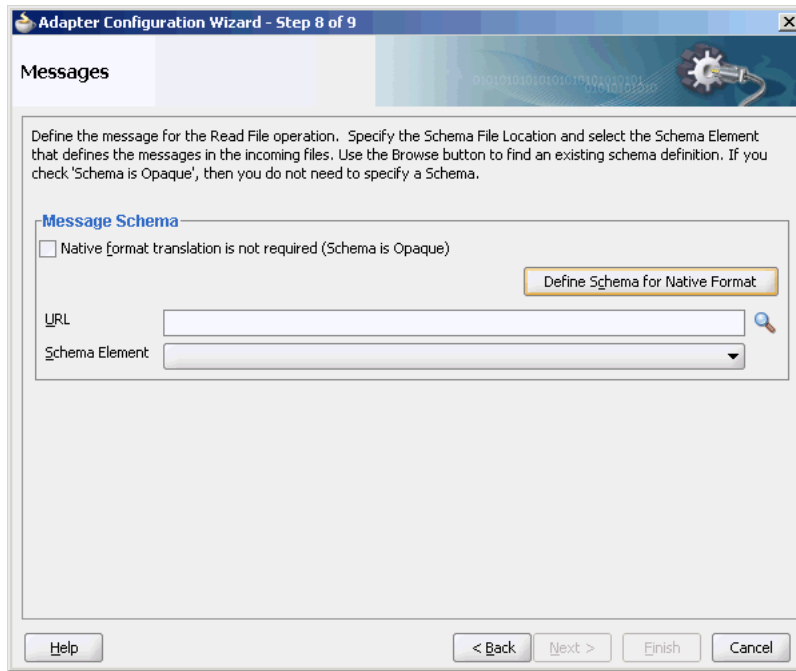 Adapter Configuration Wizard - Step 8 of 9
Messages
Define the message for the Read File operation. Specify the Schema File Location and select the Schema Element
that defines the messages in the incoming files. Use the Browse button to find an existing schema definition. If you
check 'Schema is Opaque', then you do not need to specify a Schema.
Message Schema
Native format translation is not required (Schema is Opaque)
Define Schema for Native Format
URL
Schema Element
Help
< Back
Next >
Finish
Cancel